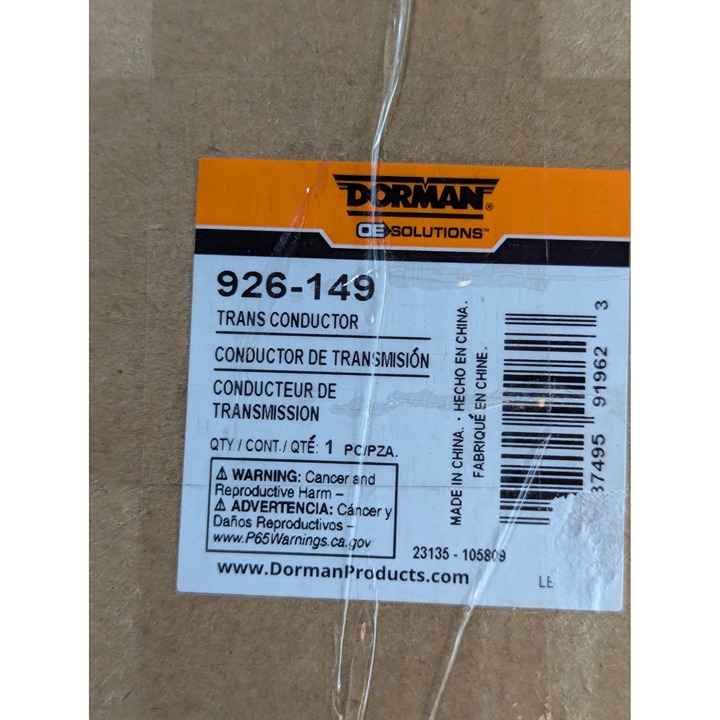 DORMAN®
OE SOLUTIONS™
926-149
TRANS CONDUCTOR
CONDUCTOR DE TRANSMISIÓN
CONDUCTEUR DE
TRANSMISSION
QTY / CONT. / QTÉ: 1 PC/PZA.
⚠ WARNING: Cancer and
Reproductive Harm –
⚠ ADVERTENCIA: Cáncer y
Daños Reproductivos –
www.P65Warnings.ca.gov
www.DormanProducts.com
23135 - 105809
MADE IN CHINA. HECHO EN CHINA.
FABRIQUÉ EN CHINE.
37495 91962 3